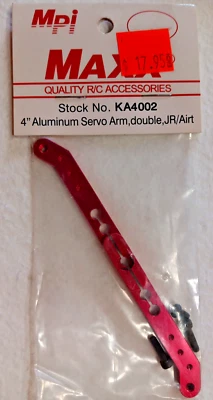 MPi
MAXX
QUALITY R/C ACCESSORIES
Stock No. KA4002
4" Aluminum Servo Arm,double,JR/Airt